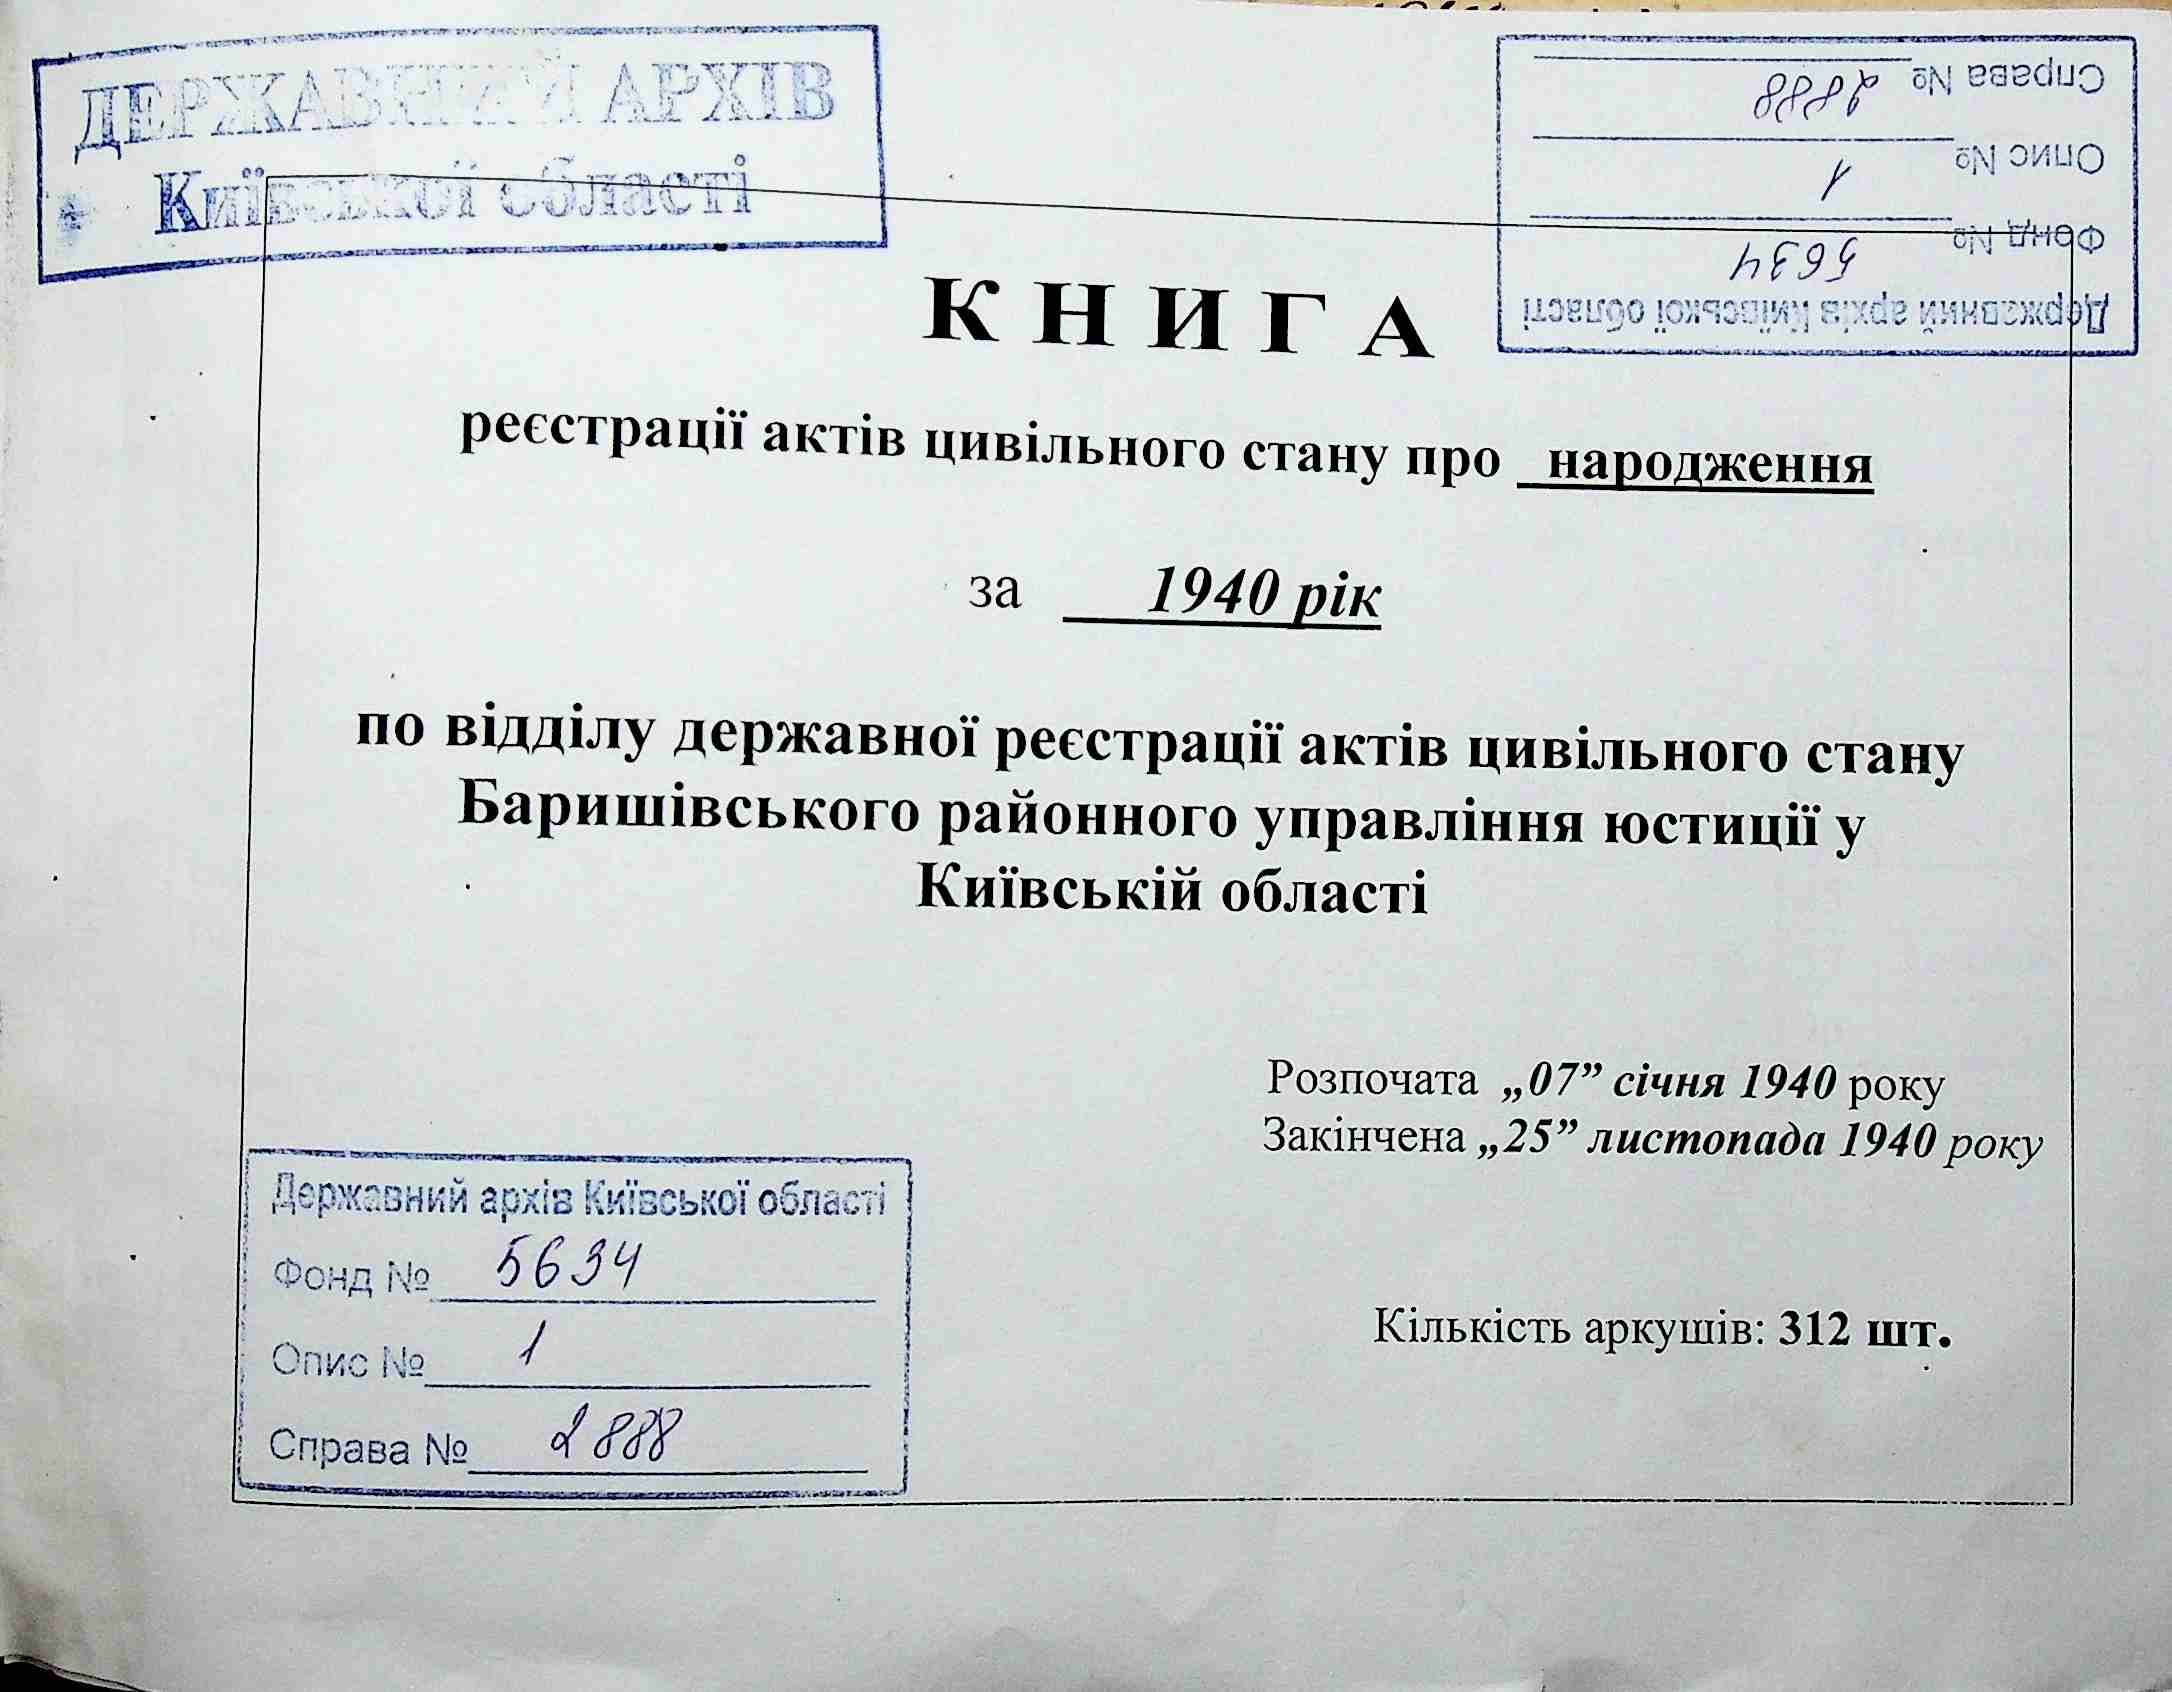 ДЕРЖАВНИЙ АРХІВ
Київської області
Державний архів Київської області
Фонд № 5634
Опис № 1
Справа № 2888
КНИГА
реєстрації актів цивільного стану про народження
за 1940 рік
по відділу державної реєстрації актів цивільного стану
Баришівського районного управління юстиції у
Київській області
Розпочата „07” січня 1940 року
Закінчена „25” листопада 1940 року
Кількість аркушів: 312 шт.
Державний архів Київської області
Фонд № 5634
Опис № 1
Справа № 2888